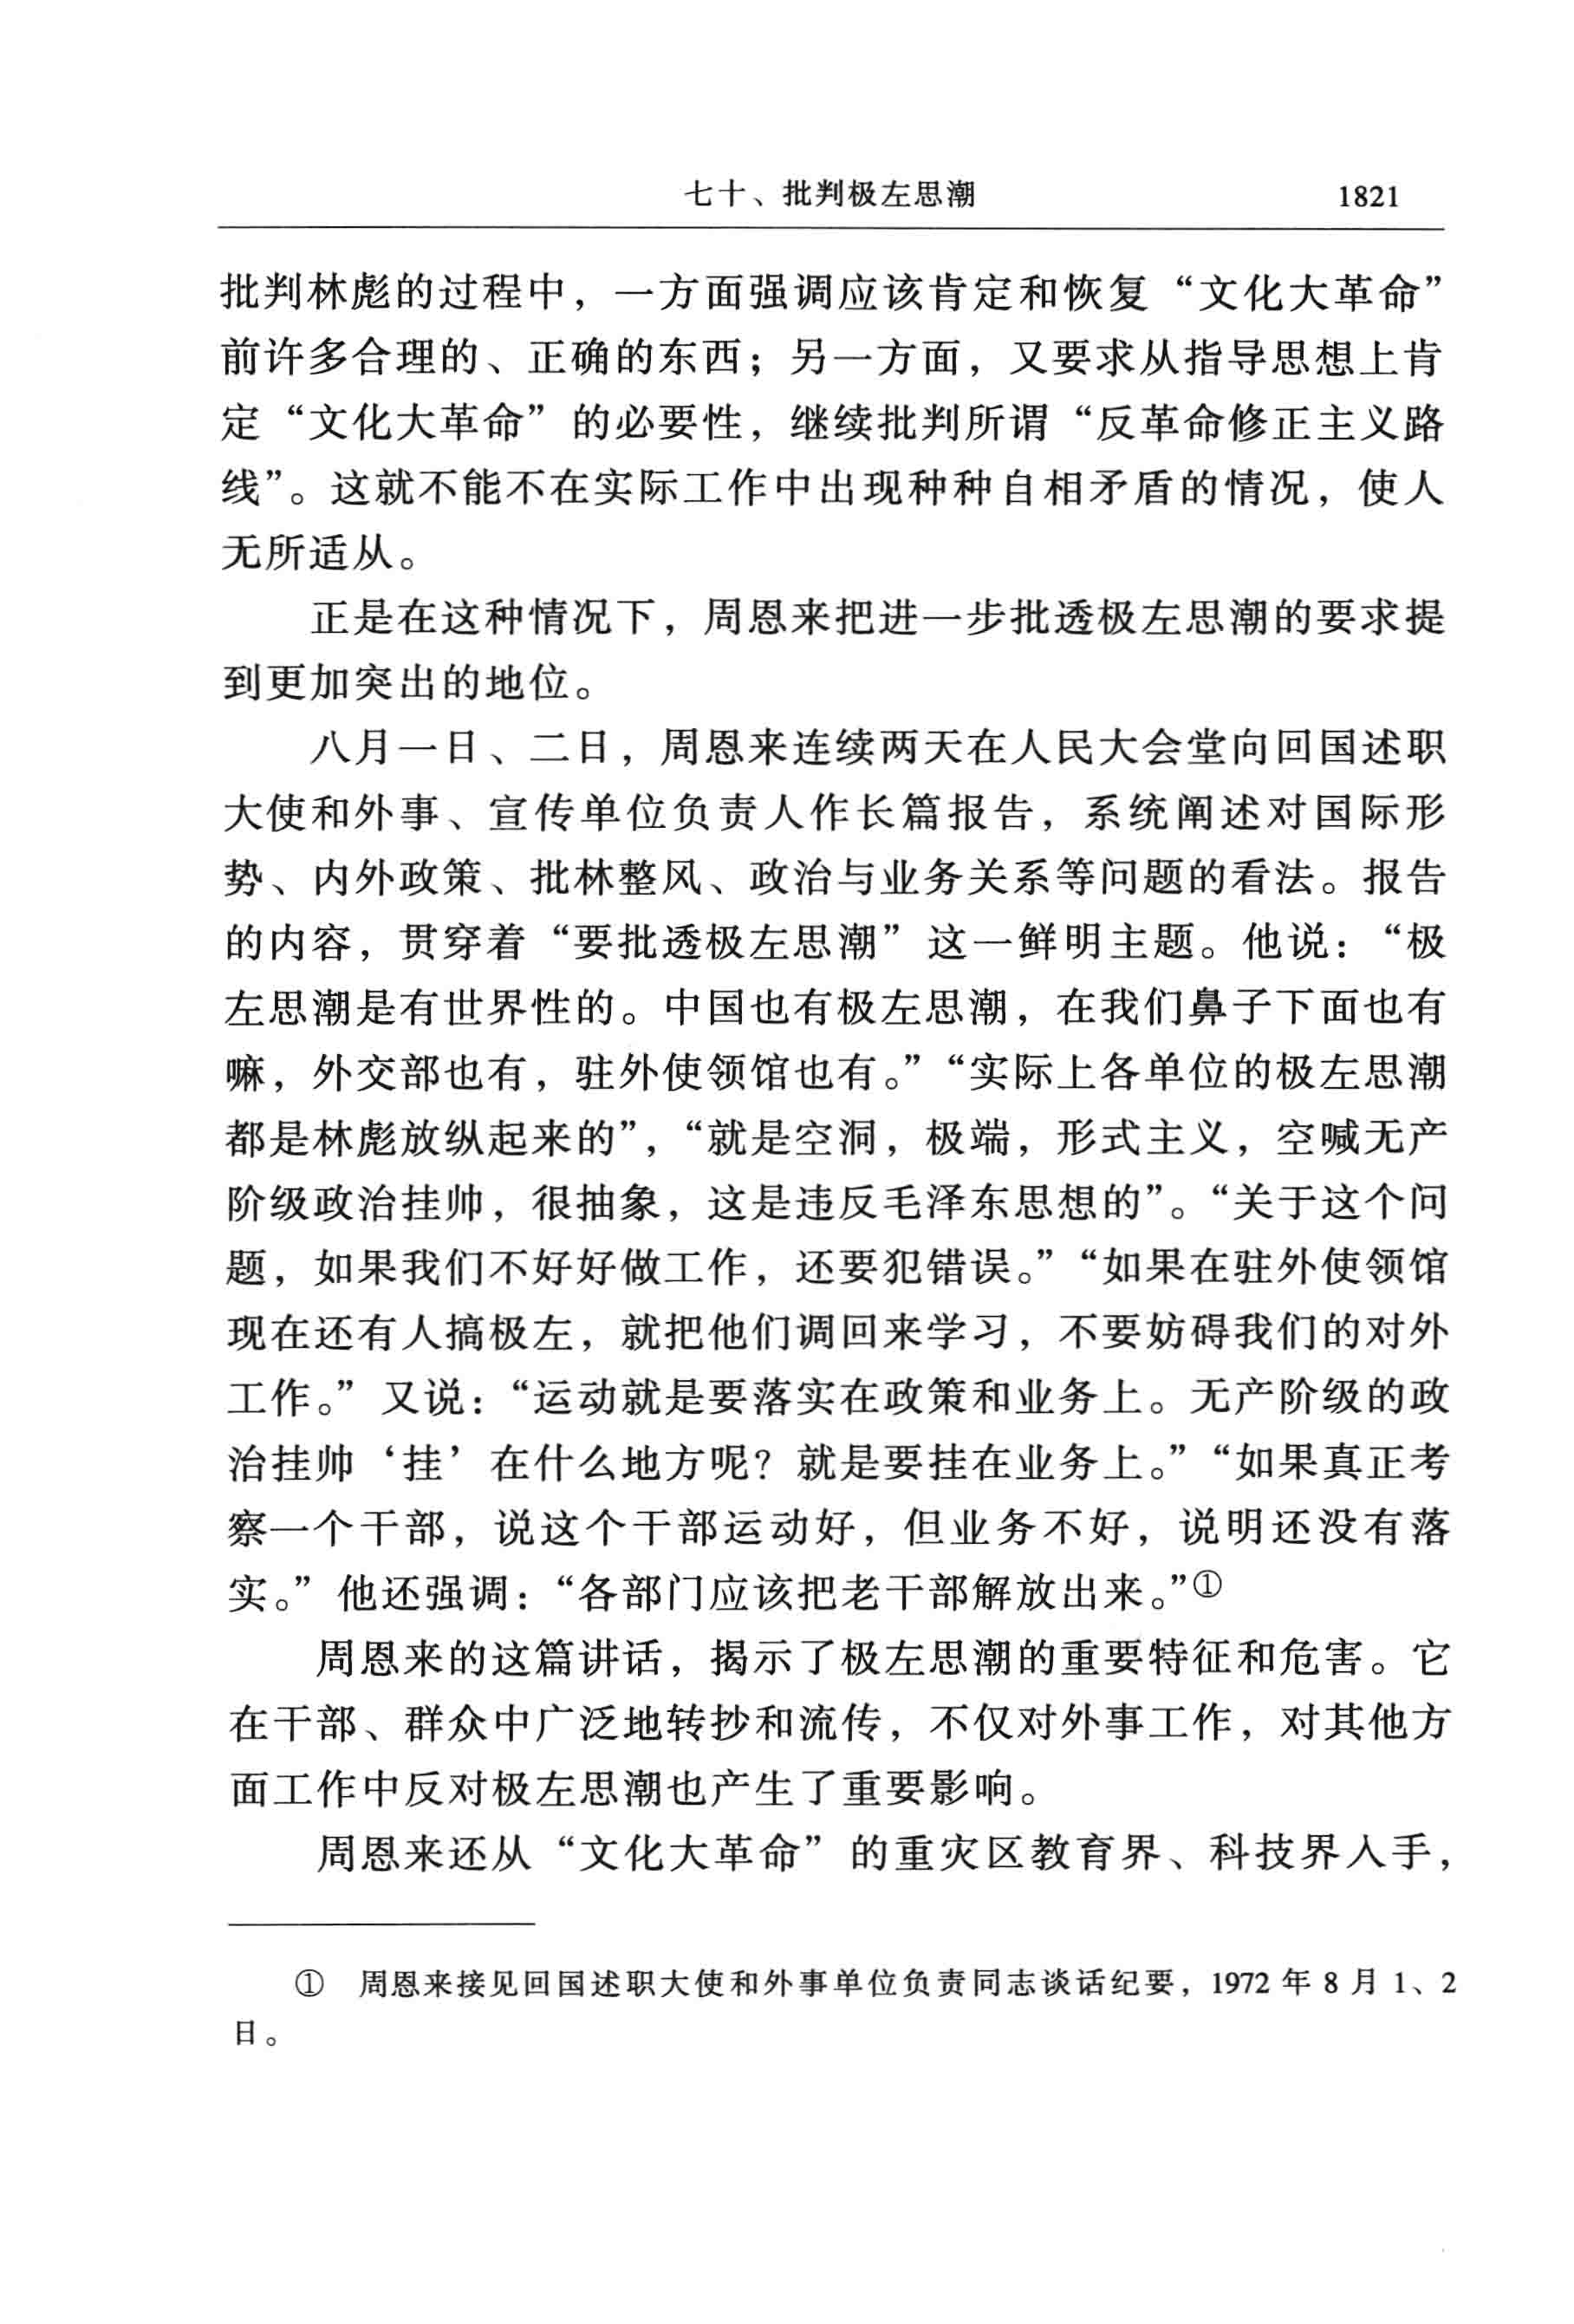 七十、批判极左思潮 1821
批判林彪的过程中，一方面强调应该肯定和恢复“文化大革命”
前许多合理的、正确的东西；另一方面，又要求从指导思想上肯
定“文化大革命”的必要性，继续批判所谓“反革命修正主义路
线”。这就不能不在实际工作中出现种种自相矛盾的情况，使人
无所适从。
正是在这种情况下，周恩来把进一步批透极左思潮的要求提
到更加突出的地位。
八月一日、二日，周恩来连续两天在人民大会堂向回国述职
大使和外事、宣传单位负责人作长篇报告，系统阐述对国际形
势、内外政策、批林整风、政治与业务关系等问题的看法。报告
的内容，贯穿着“要批透极左思潮”这一鲜明主题。他说：“极
左思潮是有世界性的。中国也有极左思潮，在我们鼻子下面也有
嘛，外交部也有，驻外使领馆也有。”“实际上各单位的极左思潮
都是林彪放纵起来的”，“就是空洞，极端，形式主义，空喊无产
阶级政治挂帅，很抽象，这是违反毛泽东思想的”。“关于这个问
题，如果我们不好好做工作，还要犯错误。”“如果在驻外使领馆
现在还有人搞极左，就把他们调回来学习，不要妨碍我们的对外
工作。”又说：“运动就是要落实在政策和业务上。无产阶级的政
治挂帅‘挂’在什么地方呢？就是要挂在业务上。”“如果真正考
察一个干部，说这个干部运动好，但业务不好，说明还没有落
实。”他还强调：“各部门应该把老干部解放出来。”①
周恩来的这篇讲话，揭示了极左思潮的重要特征和危害。它
在干部、群众中广泛地转抄和流传，不仅对外事工作，对其他方
面工作中反对极左思潮也产生了重要影响。
周恩来还从“文化大革命”的重灾区教育界、科技界入手，
① 周恩来接见回国述职大使和外事单位负责同志谈话纪要，1972 年 8 月 1、2
日。